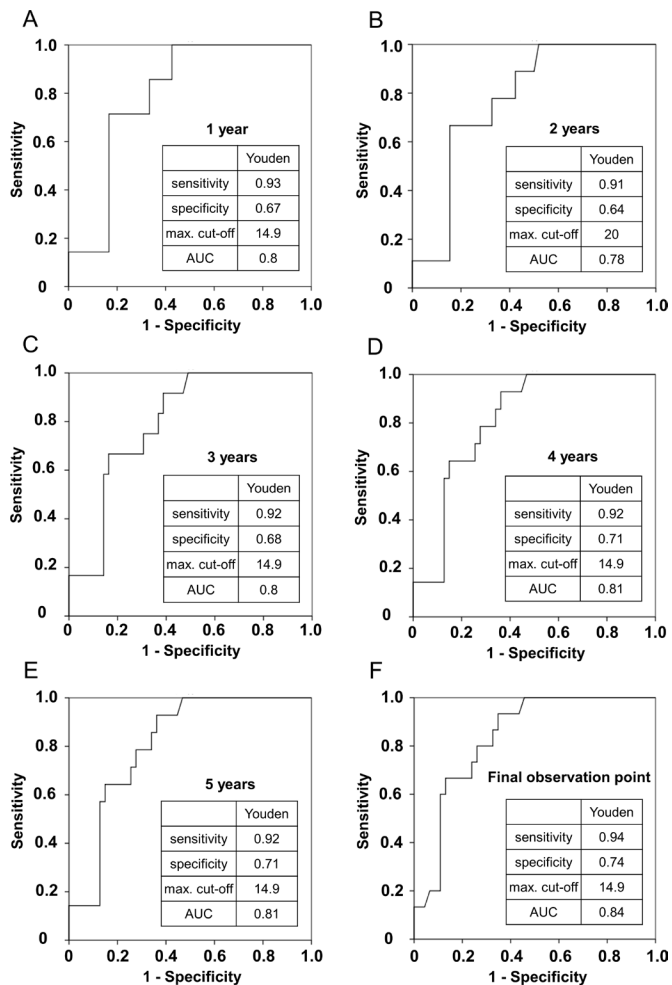 A
1.0
0.8
0.6
0.4
0.2
0
Sensitivity
1 year
Youden
sensitivity 0.93
specificity 0.67
max. cut-off 14.9
AUC 0.8
0 0.2 0.4 0.6 0.8 1.0
1 - Specificity
B
1.0
0.8
0.6
0.4
0.2
0
Sensitivity
2 years
Youden
sensitivity 0.91
specificity 0.64
max. cut-off 20
AUC 0.78
0 0.2 0.4 0.6 0.8 1.0
1 - Specificity
C
1.0
0.8
0.6
0.4
0.2
0
Sensitivity
3 years
Youden
sensitivity 0.92
specificity 0.68
max. cut-off 14.9
AUC 0.8
0 0.2 0.4 0.6 0.8 1.0
1 - Specificity
D
1.0
0.8
0.6
0.4
0.2
0
Sensitivity
4 years
Youden
sensitivity 0.92
specificity 0.71
max. cut-off 14.9
AUC 0.81
0 0.2 0.4 0.6 0.8 1.0
1 - Specificity
E
1.0
0.8
0.6
0.4
0.2
0
Sensitivity
5 years
Youden
sensitivity 0.92
specificity 0.71
max. cut-off 14.9
AUC 0.81
0 0.2 0.4 0.6 0.8 1.0
1 - Specificity
F
1.0
0.8
0.6
0.4
0.2
0
Sensitivity
Final observation point
Youden
sensitivity 0.94
specificity 0.74
max. cut-off 14.9
AUC 0.84
0 0.2 0.4 0.6 0.8 1.0
1 - Specificity